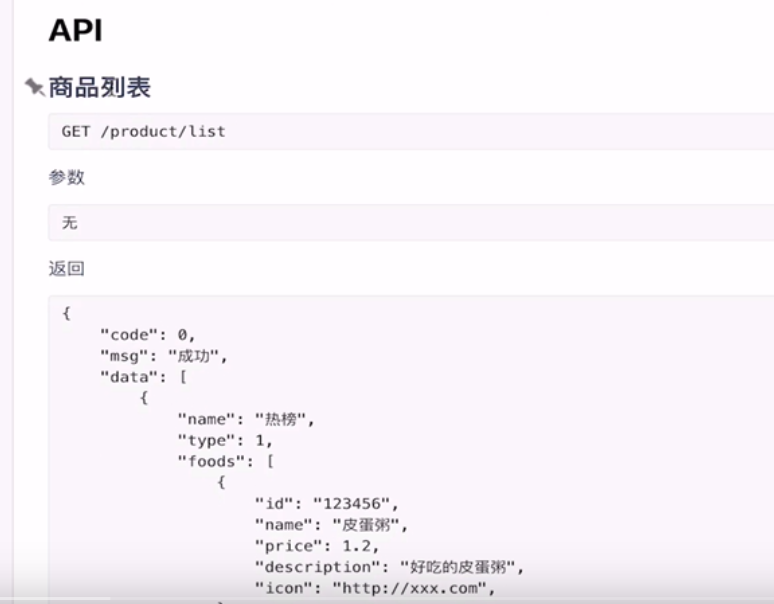 API
商品列表
GET /product/list
参数
无
返回
{
"code": 0,
"msg": "成功",
"data": [
{
"name": "热榜",
"type": 1,
"foods": [
{
"id": "123456",
"name": "皮蛋粥",
"price": 1.2,
"description": "好吃的皮蛋粥",
"icon": "http://xxx.com",